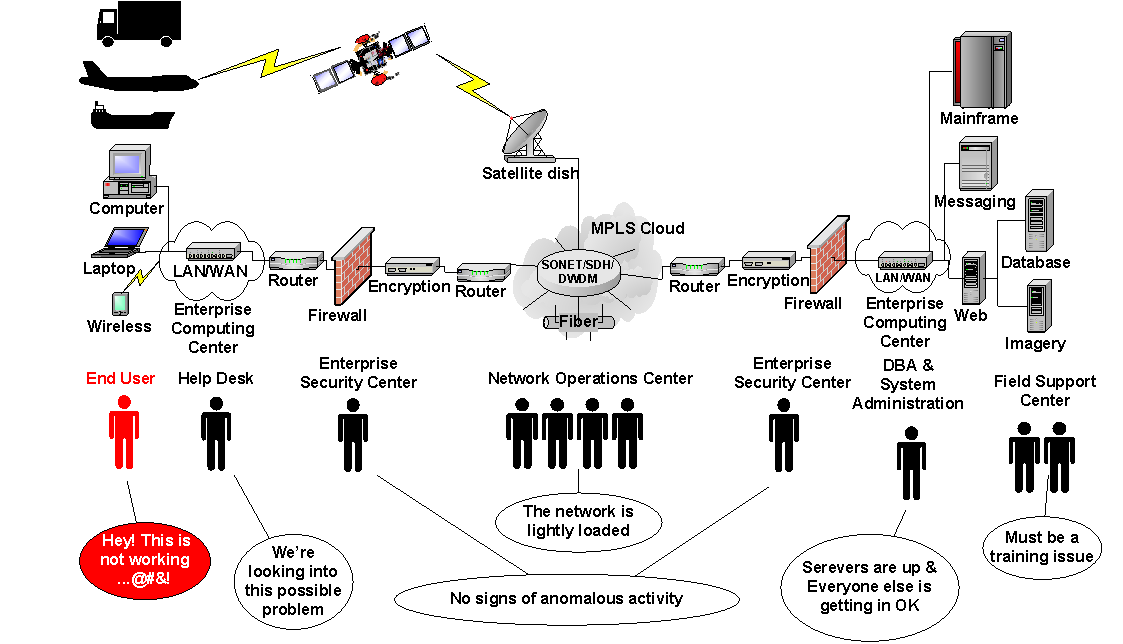 Mainframe
Satellite dish
Messaging
Computer
MPLS Cloud
Laptop
LAN/WAN
Router
Encryption
Router
SONET/SDH/
DWDM
Router
Encryption
Firewall
LAN/WAN
Web
Database
Wireless
Enterprise
Computing
Center
Firewall
Fiber
Enterprise
Computing
Center
Imagery
End User
Help Desk
Enterprise
Security Center
Network Operations Center
Enterprise
Security Center
DBA &
System
Administration
Field Support
Center
Hey! This is
not working
...@#&!
We're
looking into
this possible
problem
No signs of anomalous activity
The network is
lightly loaded
Serevers are up &
Everyone else is
getting in OK
Must be a
training issue